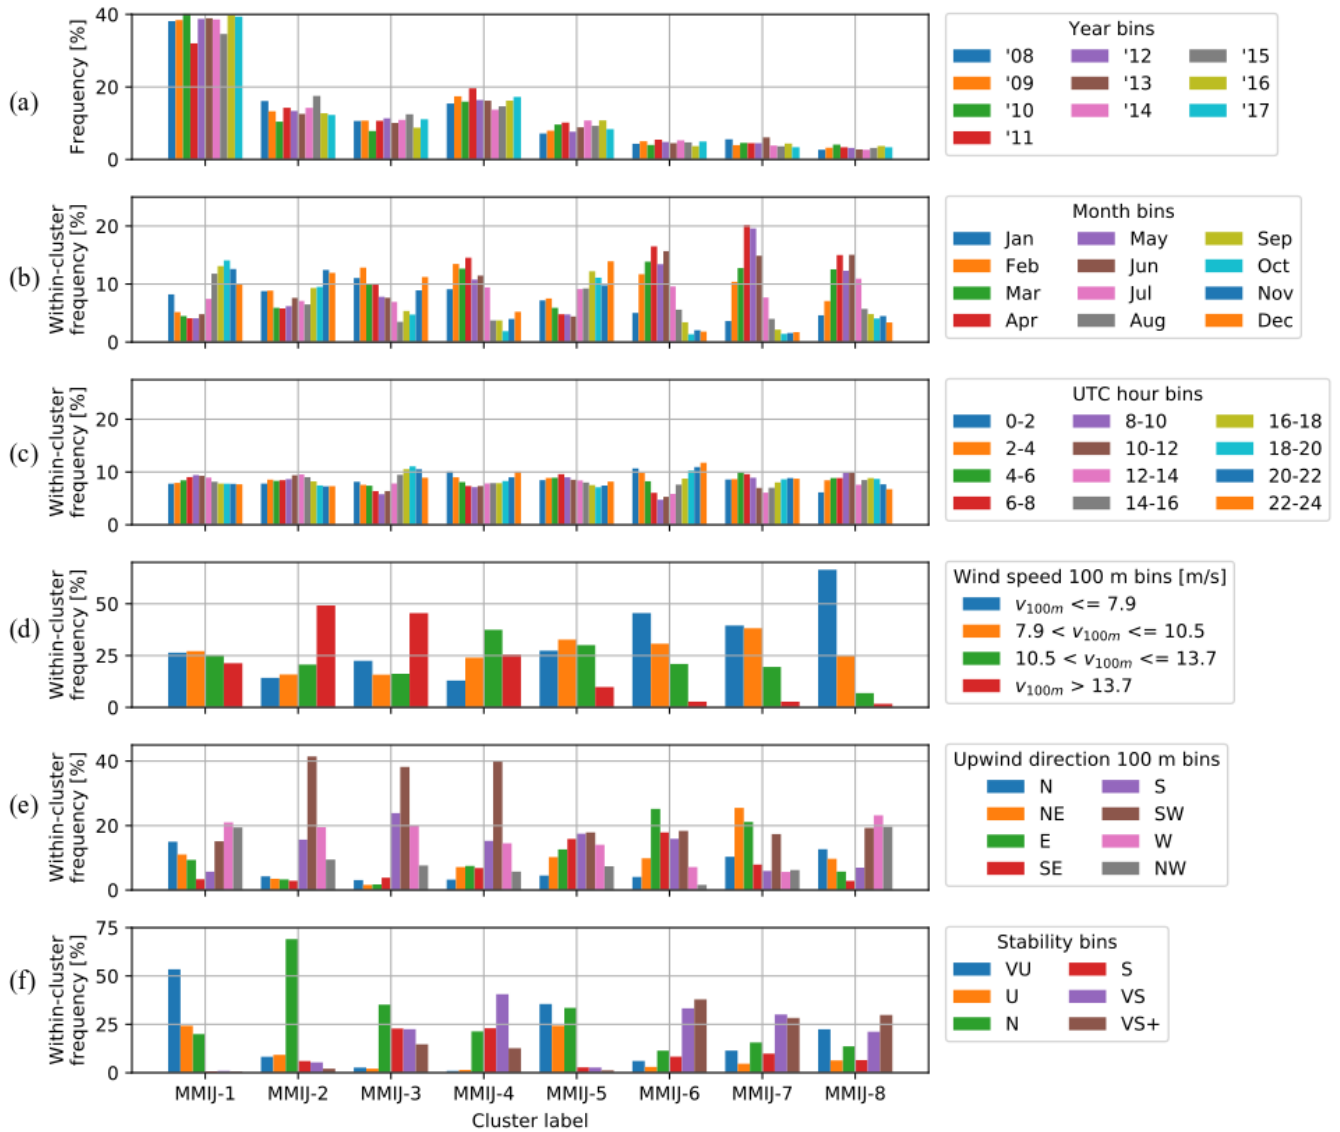 (a)
Frequency [%]
40
20
0
Year bins
'08 '12 '15
'09 '13 '16
'10 '14 '17
'11
(b)
Within-cluster
frequency [%]
20
10
0
Month bins
Jan May Sep
Feb Jun Oct
Mar Jul Nov
Apr Aug Dec
(c)
Within-cluster
frequency [%]
20
10
0
UTC hour bins
0-2 8-10 16-18
2-4 10-12 18-20
4-6 12-14 20-22
6-8 14-16 22-24
(d)
Within-cluster
frequency [%]
50
25
0
Wind speed 100 m bins [m/s]
v100m <= 7.9
7.9 < v100m <= 10.5
10.5 < v100m <= 13.7
v100m > 13.7
(e)
Within-cluster
frequency [%]
40
20
0
Upwind direction 100 m bins
N S
NE SW
E W
SE NW
(f)
Within-cluster
frequency [%]
75
50
25
0
Stability bins
VU S
U VS
N VS+
MMIJ-1 MMIJ-2 MMIJ-3 MMIJ-4 MMIJ-5 MMIJ-6 MMIJ-7 MMIJ-8
Cluster label